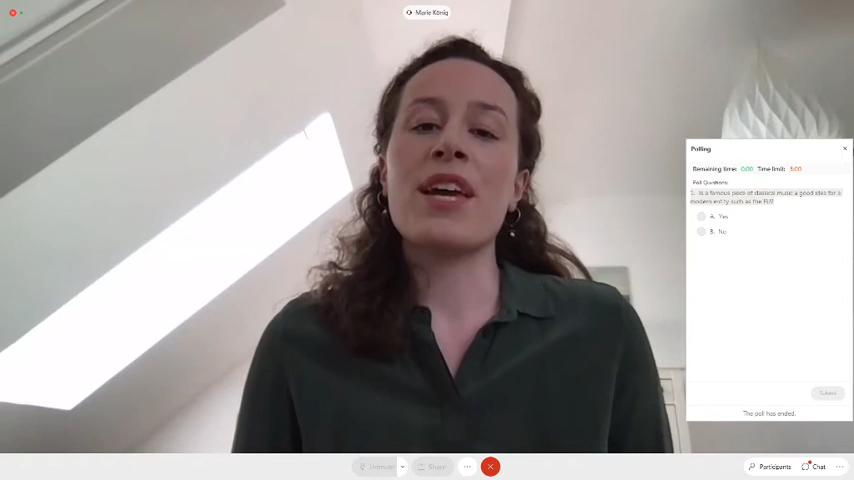 Marie König
Polling
Remaining time: 0:00 Time limit: 5:00
Poll Questions:
1. Is a famous piece of classical music a good idea for a
modern entity such as the EU?
A. Yes
B. No
Submit
The poll has ended.
Unmute
Share
Participants
Chat